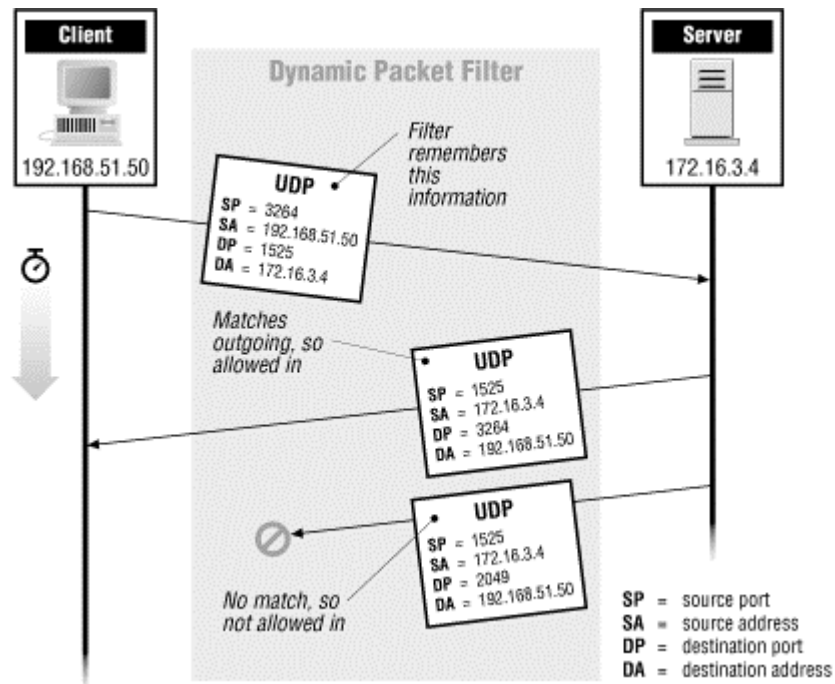 Client
192.168.51.50
Dynamic Packet Filter
Server
172.16.3.4
Filter
remembers
this
information
UDP
SP = 3264
SA = 192.168.51.50
DP = 1525
DA = 172.16.3.4
Matches
outgoing, so
allowed in
UDP
SP = 1525
SA = 172.16.3.4
DP = 3264
DA = 192.168.51.50
UDP
SP = 1525
SA = 172.16.3.4
DP = 2049
DA = 192.168.51.50
No match, so
not allowed in
SP = source port
SA = source address
DP = destination port
DA = destination address